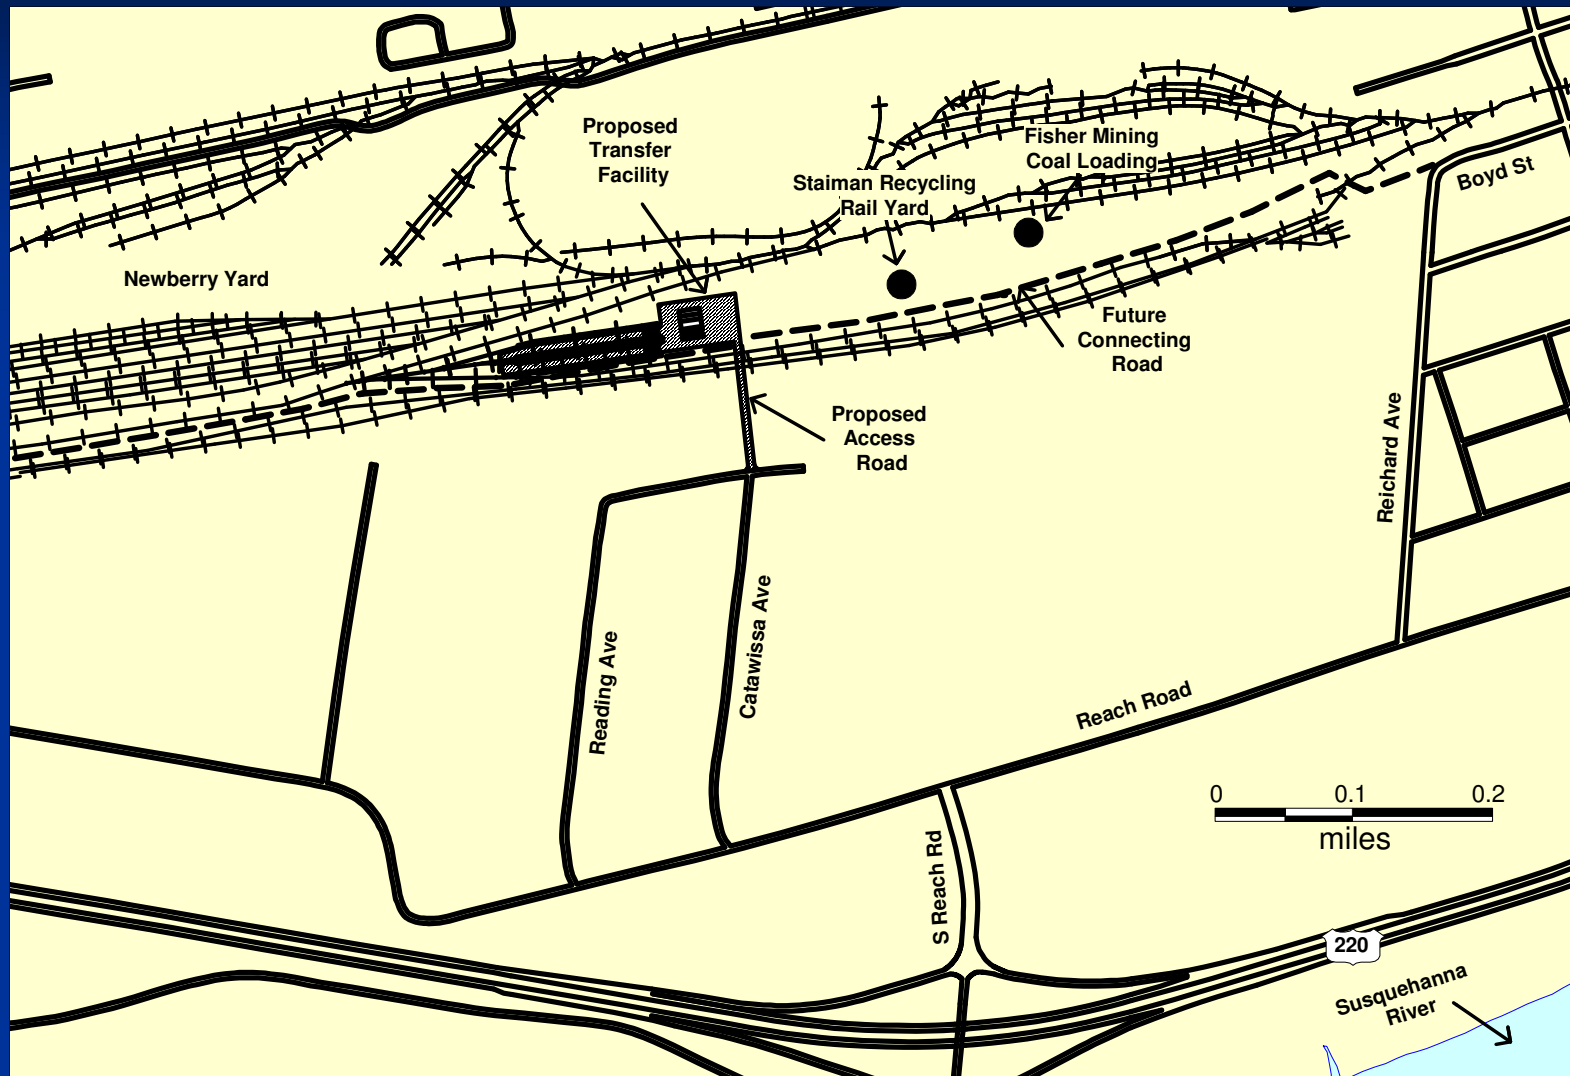 Proposed
Transfer
Facility
Fisher Mining
Coal Loading
Staiman Recycling
Rail Yard
Boyd St
Newberry Yard
Future
Connecting
Road
Proposed
Access
Road
Reichard Ave
Catawissa Ave
Reading Ave
Reach Road
0 0.1 0.2
miles
S Reach Rd
220
Susquehanna
River